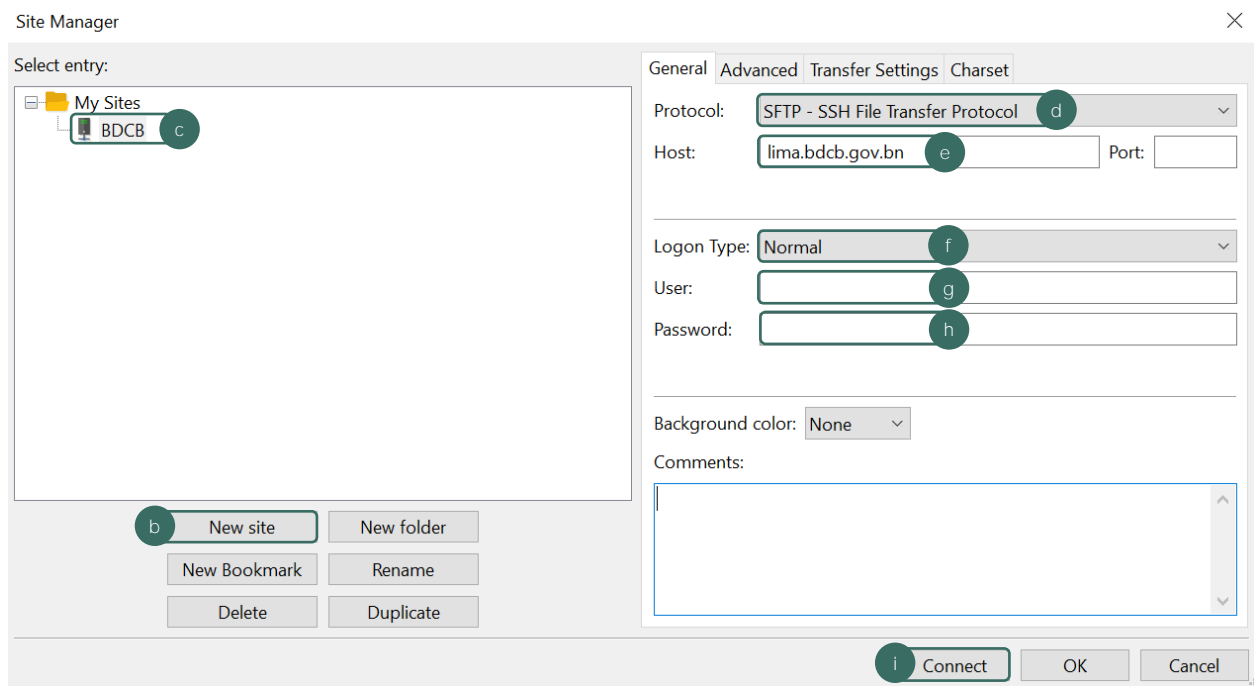 Site Manager
Select entry:
My Sites
BDCB c
b New site New folder
New Bookmark Rename
Delete Duplicate
General Advanced Transfer Settings Charset
Protocol: SFTP - SSH File Transfer Protocol d
Host: lima.bdcb.gov.bn e Port:
Logon Type: Normal f
User: g
Password: h
Background color: None
Comments:
i Connect OK Cancel